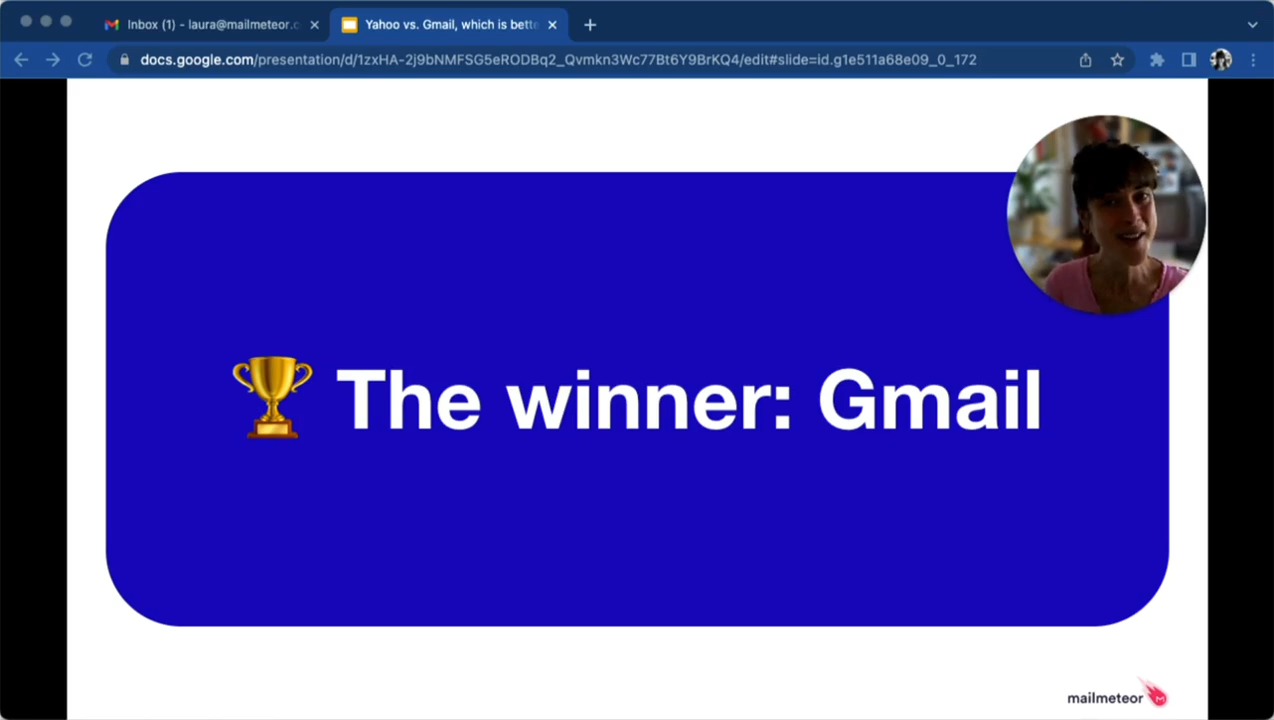 Inbox (1) - laura@mailmeteor.c
Yahoo vs. Gmail, which is bette
docs.google.com/presentation/d/1zxHA-2j9bNMFSG5eRODBq2_Qvmkn3Wc77Bt6Y9BrKQ4/edit#slide=id.g1e511a68e09_0_172
The winner: Gmail
mailmeteor